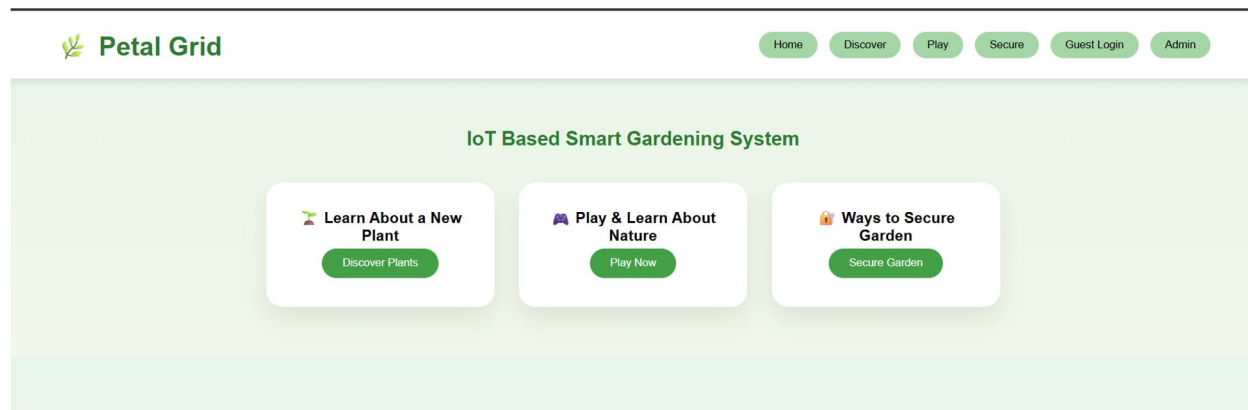 Petal Grid
Home
Discover
Play
Secure
Guest Login
Admin
IoT Based Smart Gardening System
Learn About a New
Plant
Discover Plants
Play & Learn About
Nature
Play Now
Ways to Secure
Garden
Secure Garden